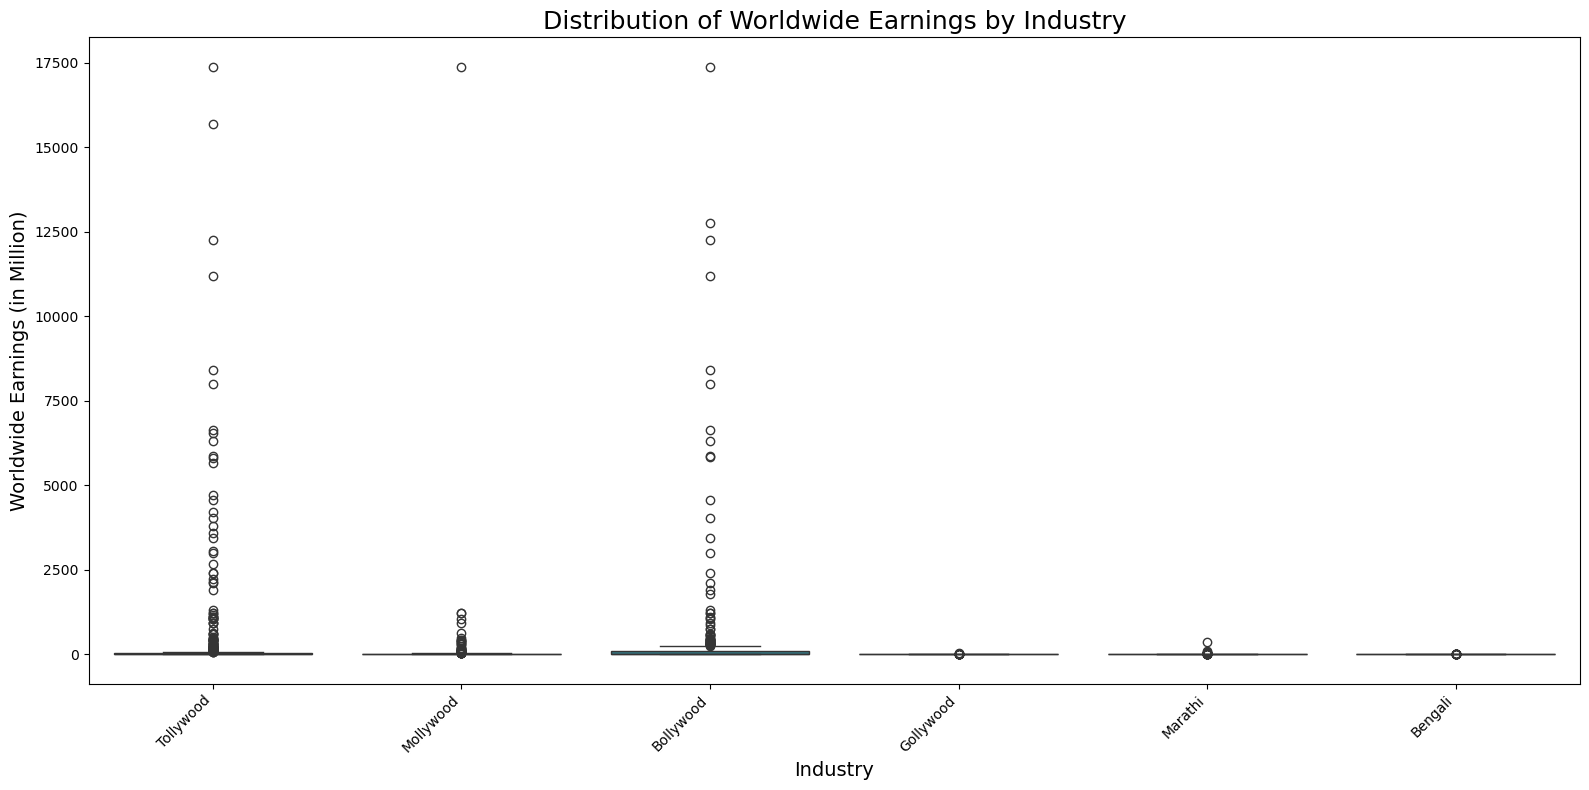 Distribution of Worldwide Earnings by Industry
Worldwide Earnings (in Million)
17500
15000
12500
10000
7500
5000
2500
0
Tollywood
Mollywood
Bollywood
Gollywood
Marathi
Bengali
Industry